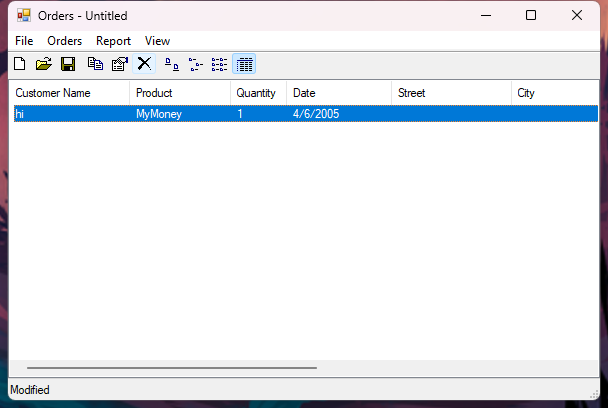 Orders - Untitled
File Orders Report View
Customer Name Product Quantity Date Street City
hi MyMoney 1 4/6/2005
Modified